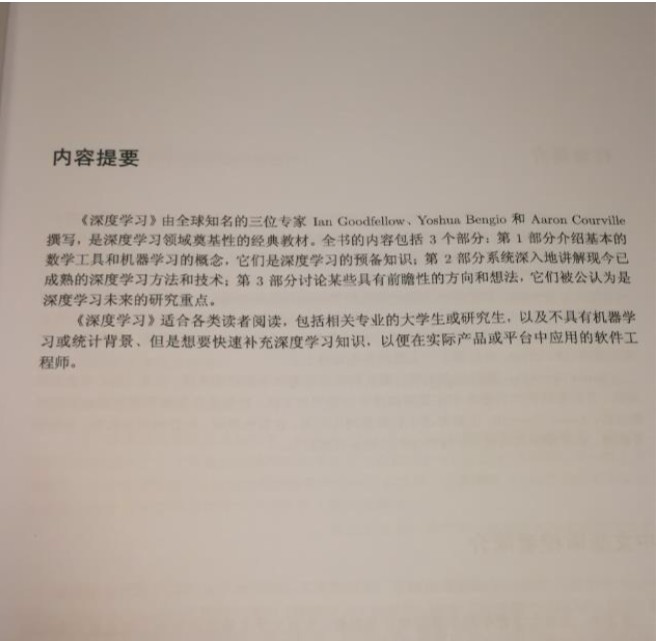 内容提要
《深度学习》由全球知名的三位专家 Ian Goodfellow、Yoshua Bengio 和 Aaron Courville
撰写，是深度学习领域奠基性的经典教材。全书的内容包括 3 个部分：第 1 部分介绍基本的
数学工具和机器学习的概念，它们是深度学习的预备知识；第 2 部分系统深入地讲解现今已
成熟的深度学习方法和技术；第 3 部分讨论某些具有前瞻性的方向和想法，它们被公认为是
深度学习未来的研究重点。
《深度学习》适合各类读者阅读，包括相关专业的大学生或研究生，以及不具有机器学
习或统计背景、但是想要快速补充深度学习知识，以便在实际产品或平台中应用的软件工
程师。